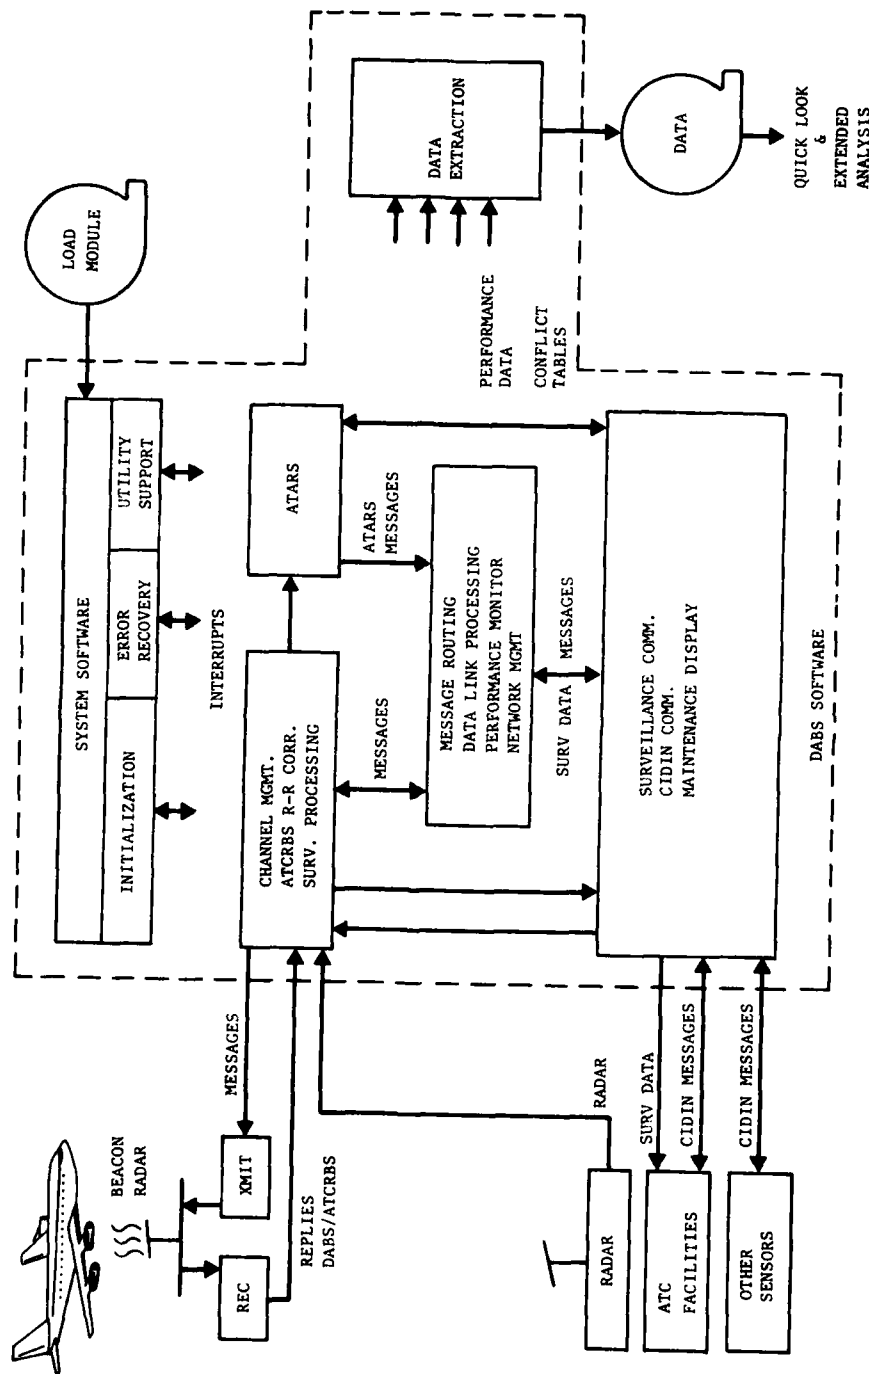 BEACON
RADAR
XMIT
REC
MESSAGES
REPLIES
DABS/ATCRBS
RADAR
RADAR
ATC
FACILITIES
SURV DATA
CIDIN MESSAGES
OTHER
SENSORS
CIDIN MESSAGES
SYSTEM SOFTWARE
INITIALIZATION
ERROR
RECOVERY
UTILITY
SUPPORT
INTERRUPTS
LOAD
MODULE
CHANNEL MGMT.
ATCRBS R-R CORR.
SURV. PROCESSING
ATARS
MESSAGES
ATARS
MESSAGES
MESSAGE ROUTING
DATA LINK PROCESSING
PERFORMANCE MONITOR
NETWORK MGMT
SURV DATA MESSAGES
SURVEILLANCE COMM.
CIDIN COMM.
MAINTENANCE DISPLAY
DABS SOFTWARE
PERFORMANCE
DATA
CONFLICT
TABLES
DATA
EXTRACTION
DATA
QUICK LOOK
&
EXTENDED
ANALYSIS